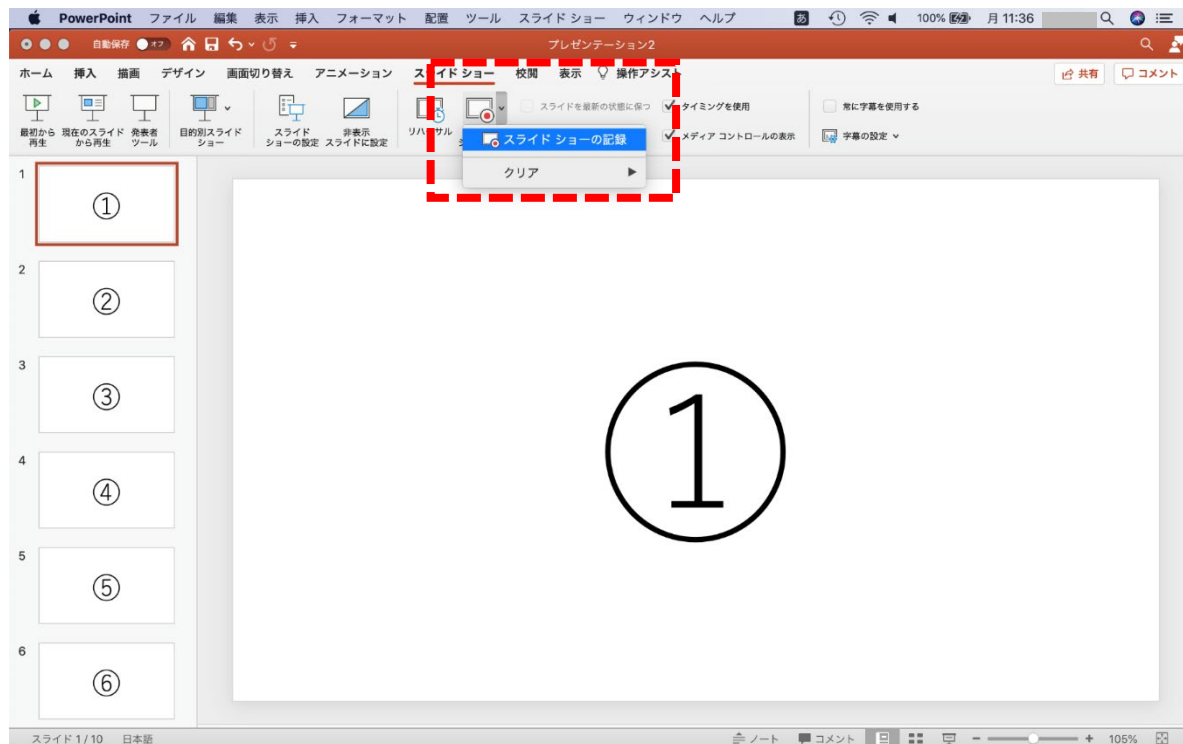 PowerPoint ファイル 編集 表示 挿入 フォーマット 配置 ツール スライド ショー ウィンドウ ヘルプ あ 100% 月 11:36
自動保存 オフ プレゼンテーション2
ホーム 挿入 描画 デザイン 画面切り替え アニメーション スライド ショー 校閲 表示 操作アシスト 共有 コメント
最初から再生
現在のスライドから再生
発表者ツール
目的別スライドショー
スライドショーの設定
非表示スライドに設定
リハーサル
スライドを最新の状態に保つ
タイミングを使用
メディア コントロールの表示
常に字幕を使用する
字幕の設定
スライド ショーの記録
クリア
1 ①
2 ②
3 ③
4 ④
5 ⑤
6 ⑥
①
スライド 1 / 10 日本語 ノート コメント 105%